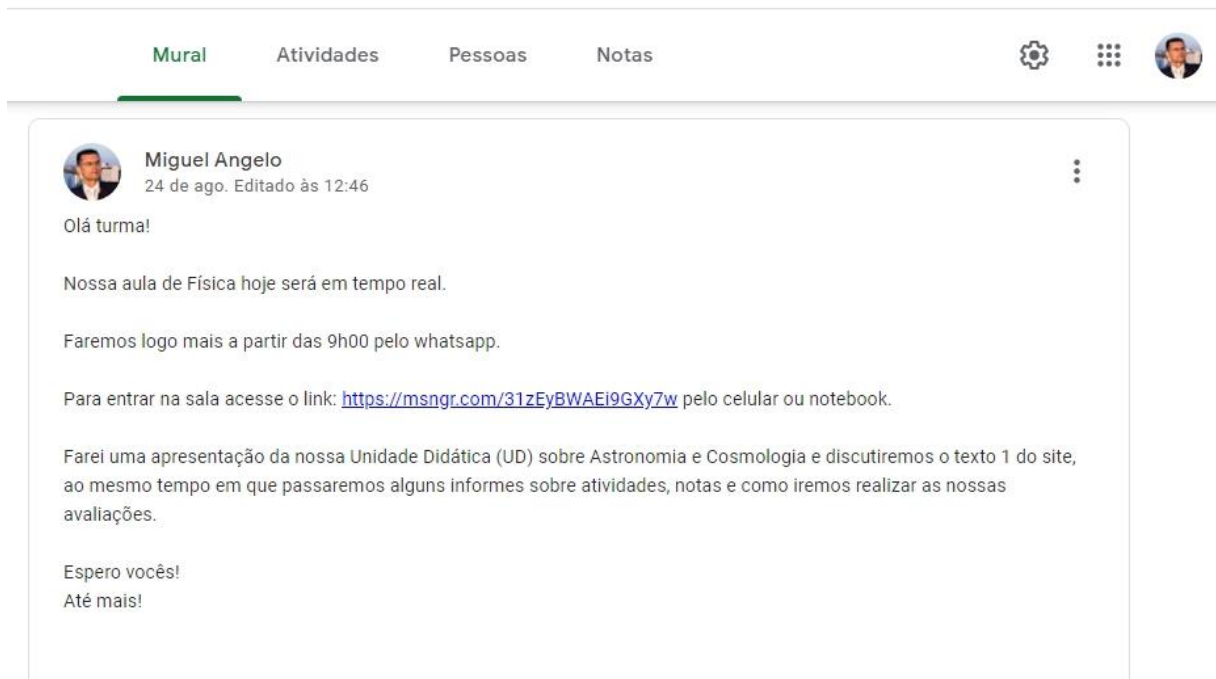 Mural Atividades Pessoas Notas
Miguel Angelo
24 de ago. Editado às 12:46
Olá turma!
Nossa aula de Física hoje será em tempo real.
Faremos logo mais a partir das 9h00 pelo whatsapp.
Para entrar na sala acesse o link: https://msngr.com/31zEyBWAEi9GXy7w pelo celular ou notebook.
Farei uma apresentação da nossa Unidade Didática (UD) sobre Astronomia e Cosmologia e discutiremos o texto 1 do site,
ao mesmo tempo em que passaremos alguns informes sobre atividades, notas e como iremos realizar as nossas
avaliações.
Espero vocês!
Até mais!